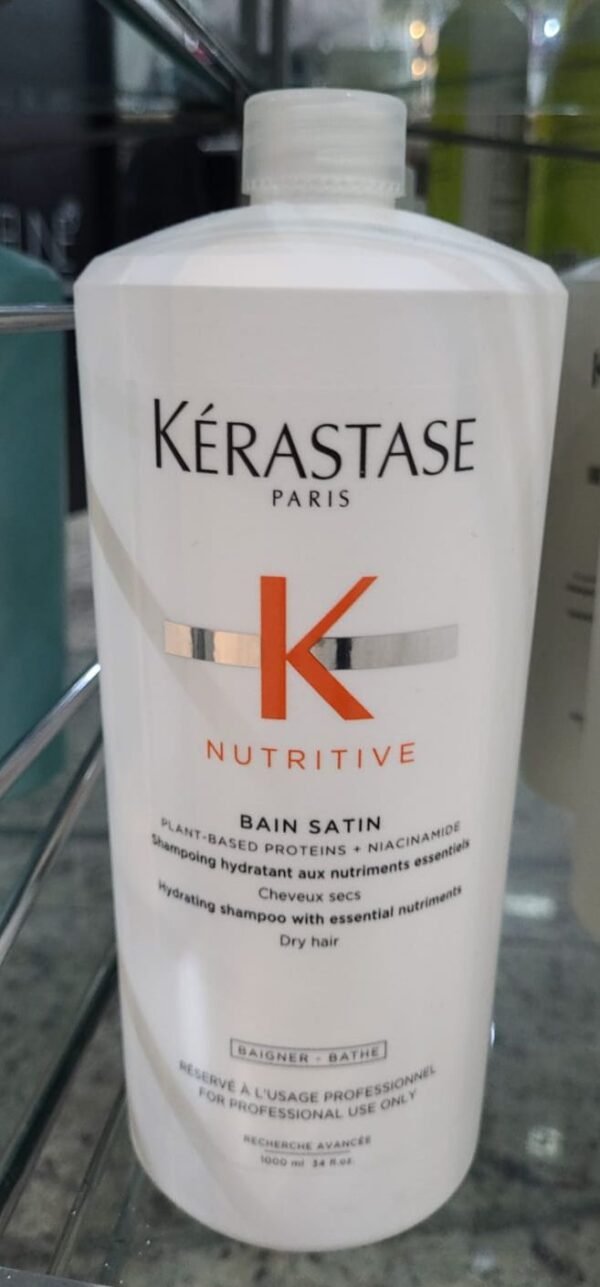 KÉRASTASE
PARIS
K
NUTRITIVE
BAIN SATIN
PLANT-BASED PROTEINS + NIACINAMIDE
Shampoing hydratant aux nutriments essentiels
Cheveux secs
Hydrating shampoo with essential nutriments
Dry hair
BAIGNER - BATHE
RÉSERVÉ À L'USAGE PROFESSIONNEL
FOR PROFESSIONAL USE ONLY
RECHERCHE AVANCÉE
1000 ml 34 fl.oz.